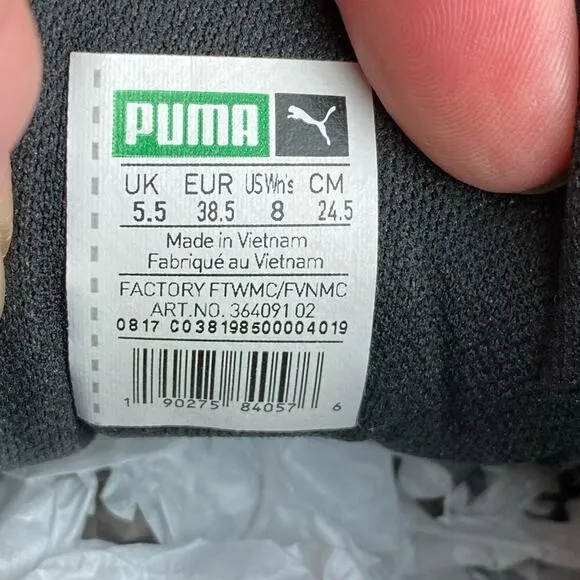 PUMA
UK EUR US Wn's CM
5.5 38.5 8 24.5
Made in Vietnam
Fabriqué au Vietnam
FACTORY FTWMC/FVNMC
ART.NO. 364091 02
0817 C038198500004019
1 90275 84057 6